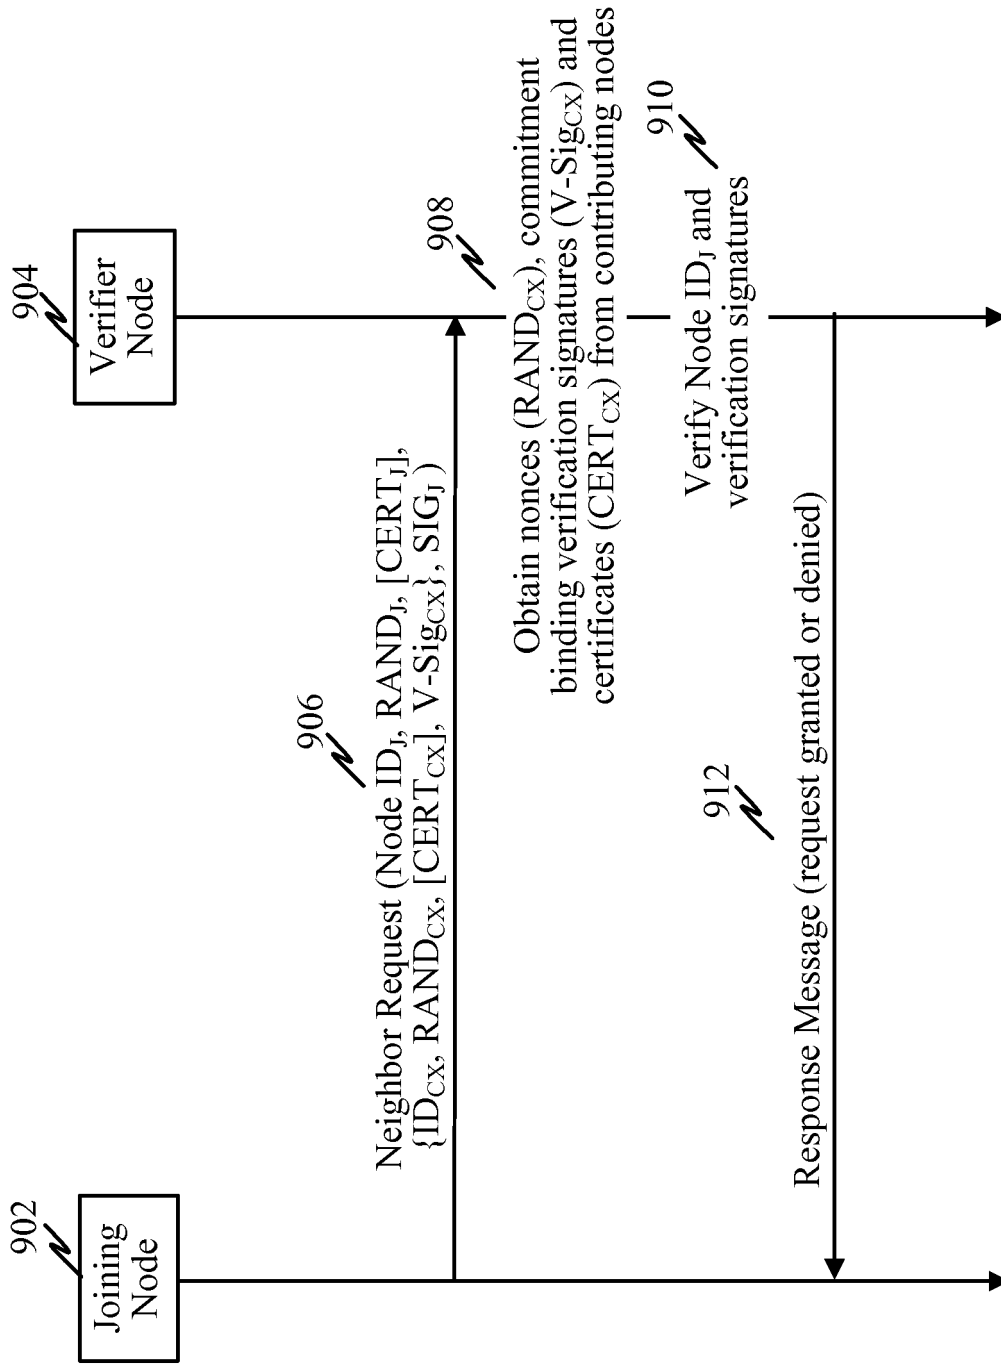 902
Joining
Node
904
Verifier
Node
906
Neighbor Request (Node ID_J, RAND_J, [CERT_J],
{ID_CX, RAND_CX, [CERT_CX], V-Sig_CX}, SIG_J )
908
Obtain nonces (RAND_CX), commitment
binding verification signatures (V-Sig_CX) and
certificates (CERT_CX) from contributing nodes
910
Verify Node ID_J and
verification signatures
912
Response Message (request granted or denied)